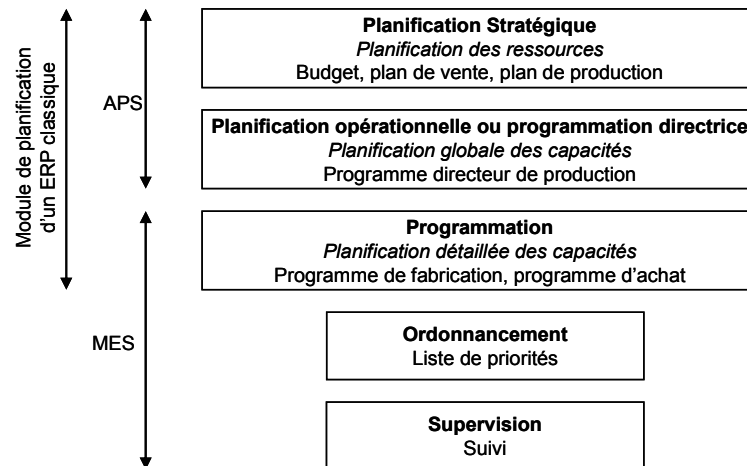 Planification Stratégique
Planification des ressources
Budget, plan de vente, plan de production
Planification opérationnelle ou programmation directrice
Planification globale des capacités
Programme directeur de production
Programmation
Planification détaillée des capacités
Programme de fabrication, programme d'achat
Ordonnancement
Liste de priorités
Supervision
Suivi
APS
MES
Module de planification
d'un ERP classique